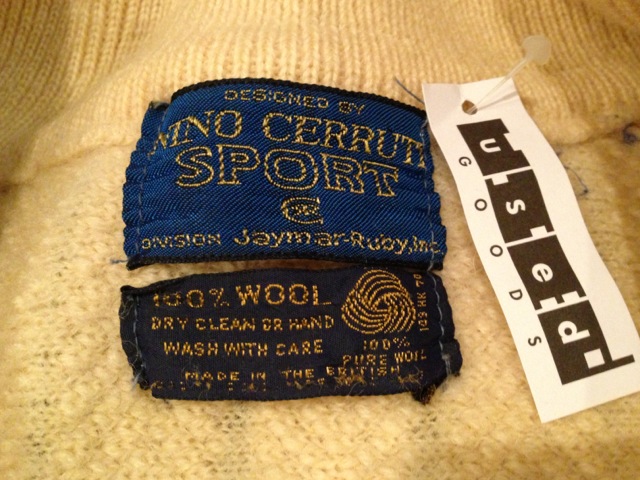 DESIGNED BY
NINO CERRUTI
SPORT
DIVISION Jaymar-Ruby, Inc
100% WOOL
DRY CLEAN OR HAND
WASH WITH CARE
MADE IN THE BRITISH
100%
PURE WOOL
used
GOODS